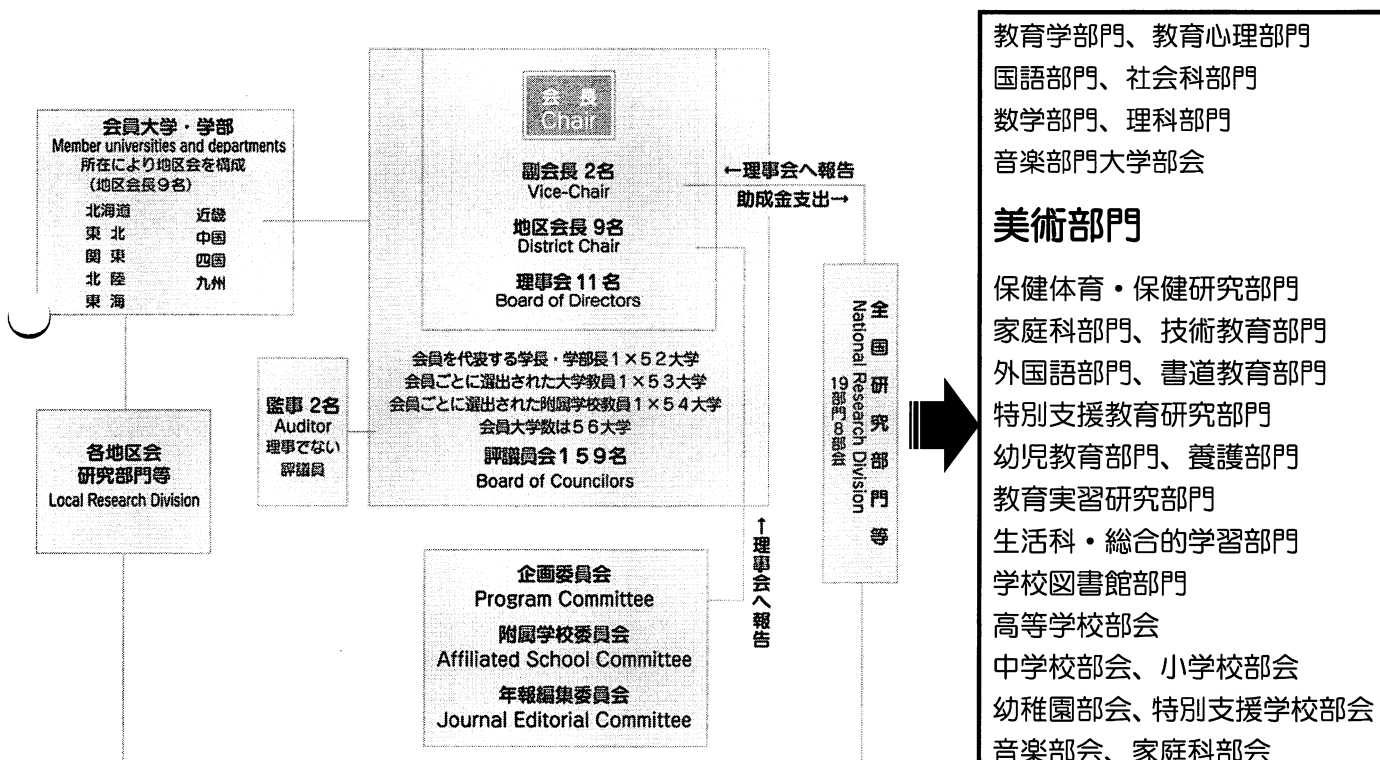 会員大学・学部
Member universities and departments
所在により地区会を構成
(地区会長9名)
北海道
東 北
関 東
北 陸
東 海
近畿
中国
四国
九州
各地区会
研究部門等
Local Research Division
会 長
Chair
副会長 2名
Vice-Chair
地区会長 9名
District Chair
理事会 11名
Board of Directors
会員を代表する学長・学部長1×52大学
会員ごとに選出された大学教員1×53大学
会員ごとに選出された附属学校教員1×54大学
会員大学数は56大学
評議員会159名
Board of Councilors
監事 2名
Auditor
理事でない
評議員
企画委員会
Program Committee
附属学校委員会
Affiliated School Committee
年報編集委員会
Journal Editorial Committee
←理事会へ報告
助成金支出→
↑理事会へ報告
全国研究部門等
National Research Division
19部門8部会
教育学部門、教育心理部門
国語部門、社会科部門
数学部門、理科部門
音楽部門大学部会
美術部門
保健体育・保健研究部門
家庭科部門、技術教育部門
外国語部門、書道教育部門
特別支援教育研究部門
幼児教育部門、養護部門
教育実習研究部門
生活科・総合的学習部門
学校図書館部門
高等学校部会
中学校部会、小学校部会
幼稚園部会、特別支援学校部会
音楽部会、家庭科部会